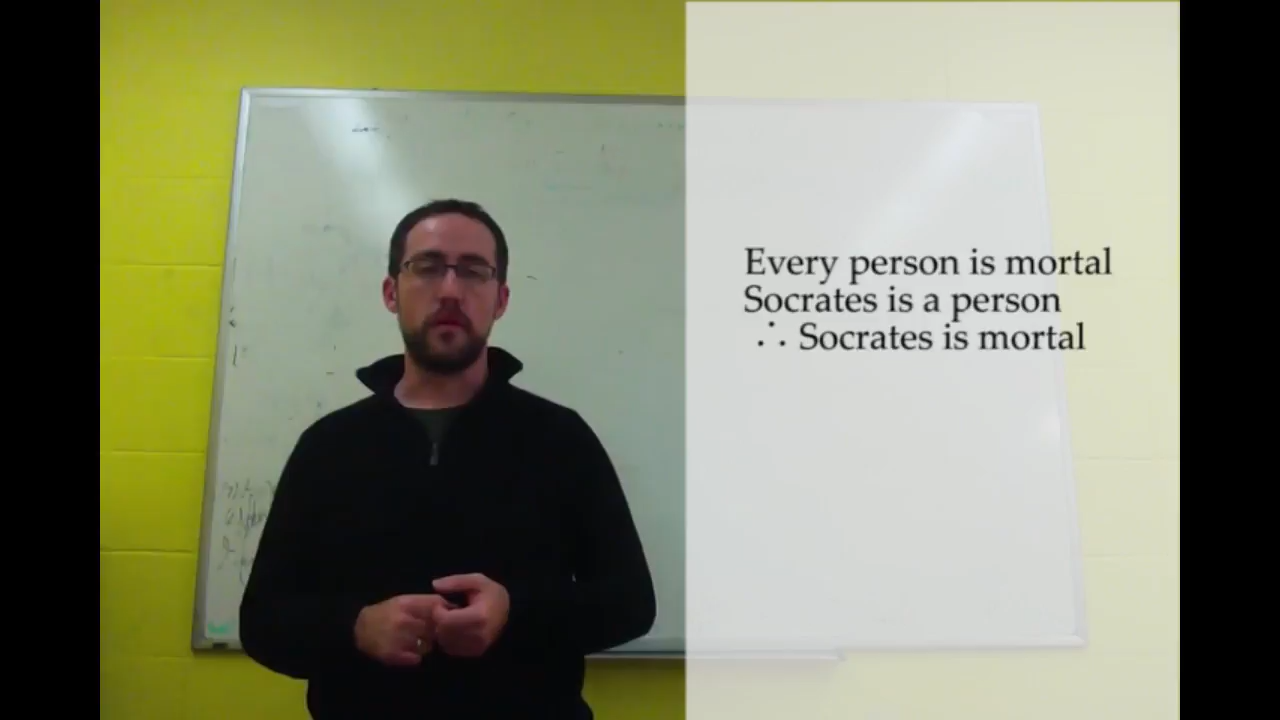 Every person is mortal
Socrates is a person
∴ Socrates is mortal